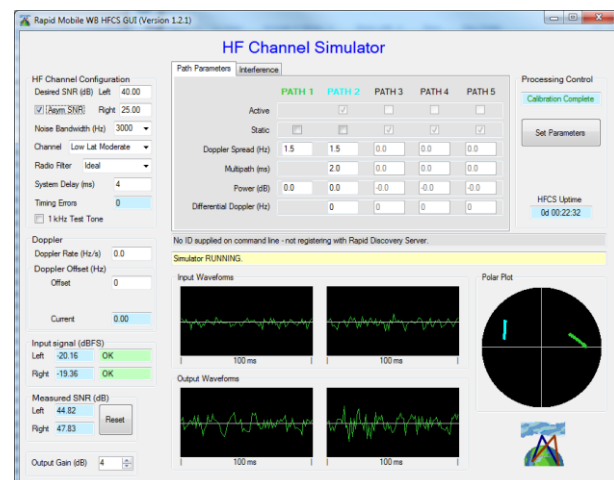 Rapid Mobile WB HFCS GUI (Version 1.2.1)
HF Channel Simulator
HF Channel Configuration
Desired SNR (dB) Left 40.00
Asym SNR Right 25.00
Noise Bandwidth (Hz) 3000
Channel Low Lat Moderate
Radio Filter Ideal
System Delay (ms) 4
Timing Errors 0
1 kHz Test Tone
Path Parameters Interference
PATH 1 PATH 2 PATH 3 PATH 4 PATH 5
Active
Static
Doppler Spread (Hz) 1.5 1.5 0.0 0.0 0.0
Multipath (ms) 2.0 0.0 0.0 0.0
Power (dB) 0.0 0.0 -0.0 -0.0 -0.0
Differential Doppler (Hz) 0 0 0 0
Processing Control
Calibration Complete
Set Parameters
HFCS Uptime
0d 00:22:32
Doppler
Doppler Rate (Hz/s) 0.0
Doppler Offset (Hz)
Offset 0
Current 0.00
No ID supplied on command line - not registering with Rapid Discovery Server.
Simulator RUNNING.
Input Waveforms
100 ms 100 ms
Polar Plot
Input signal (dBFS)
Left -20.16 OK
Right -19.36 OK
Output Waveforms
100 ms 100 ms
Measured SNR (dB)
Left 44.82
Right 47.83
Reset
Output Gain (dB) 4